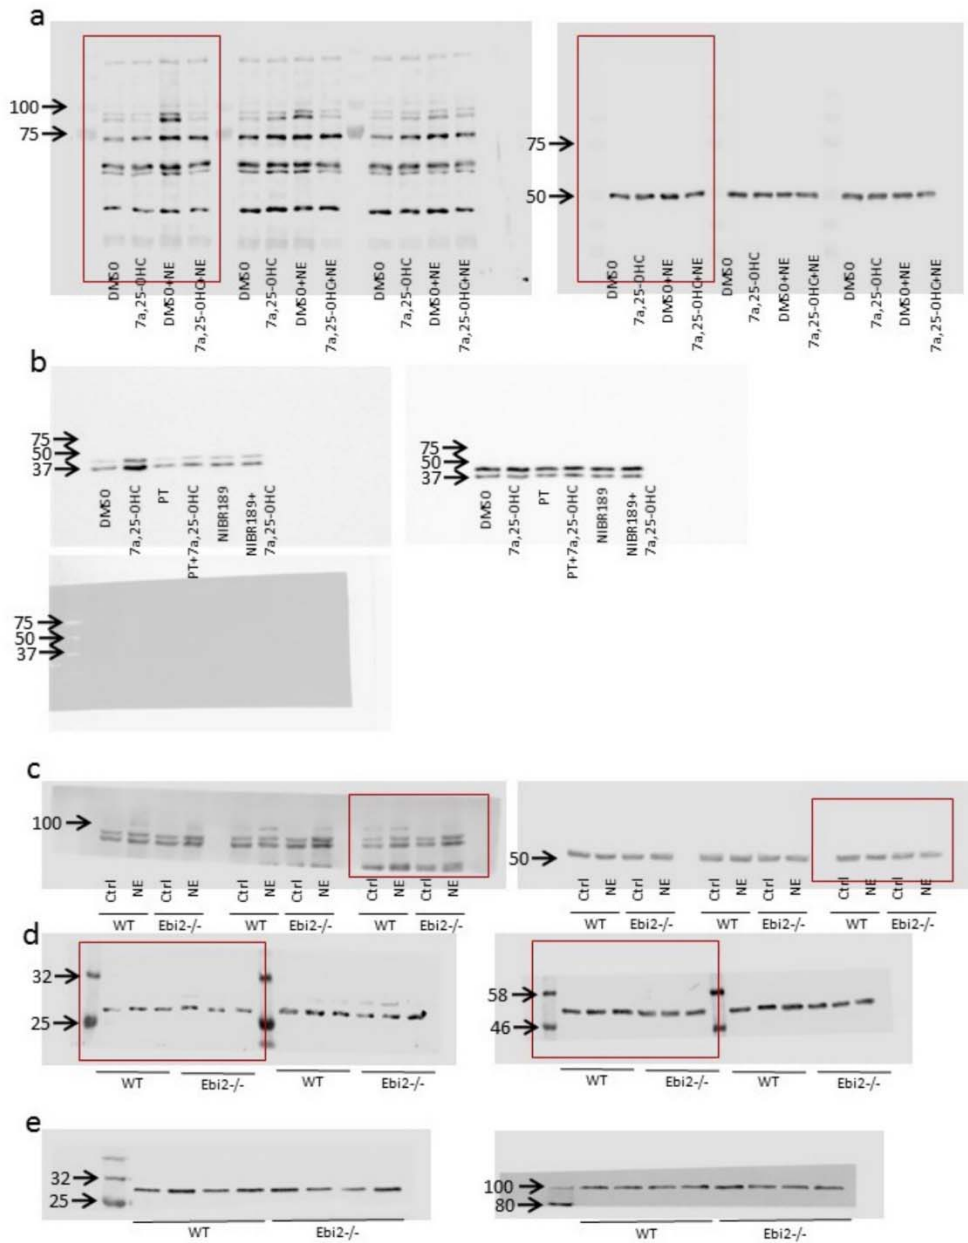 a
100
75
DMSO
7a,25-OHC
DMSO+NE
7a,25-OHC+NE
DMSO
7a,25-OHC
DMSO+NE
7a,25-OHC+NE
DMSO
7a,25-OHC
DMSO+NE
7a,25-OHC+NE
75
50
DMSO
7a,25-OHC
DMSO+NE
7a,25-OHC+NE
DMSO
7a,25-OHC
DMSO+NE
7a,25-OHC+NE
DMSO
7a,25-OHC
DMSO+NE
7a,25-OHC+NE
b
75
50
37
DMSO
7a,25-OHC
PT
PT+7a,25-OHC
NIBR189
NIBR189+
7a,25-OHC
75
50
37
DMSO
7a,25-OHC
PT
PT+7a,25-OHC
NIBR189
NIBR189+
7a,25-OHC
75
50
37
c
100
Ctrl
NE
Ctrl
NE
Ctrl
NE
Ctrl
NE
Ctrl
NE
Ctrl
NE
WT Ebi2-/- WT Ebi2-/- WT Ebi2-/-
50
Ctrl
NE
Ctrl
NE
Ctrl
NE
Ctrl
NE
Ctrl
NE
Ctrl
NE
WT Ebi2-/- WT Ebi2-/- WT Ebi2-/-
d
32
25
WT Ebi2-/- WT Ebi2-/-
58
46
WT Ebi2-/- WT Ebi2-/-
e
32
25
WT Ebi2-/-
100
80
WT Ebi2-/-